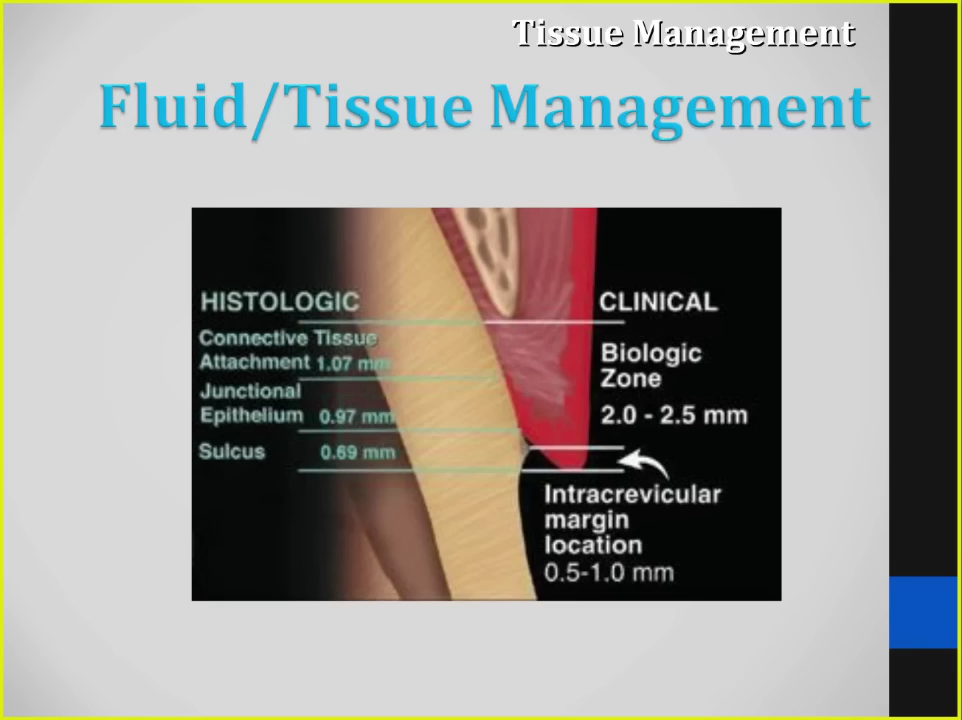 Tissue Management
Fluid/Tissue Management
HISTOLOGIC
Connective Tissue
Attachment 1.07 mm
Junctional
Epithelium 0.97 mm
Sulcus 0.69 mm
CLINICAL
Biologic
Zone
2.0 - 2.5 mm
Intracrevicular
margin
location
0.5-1.0 mm